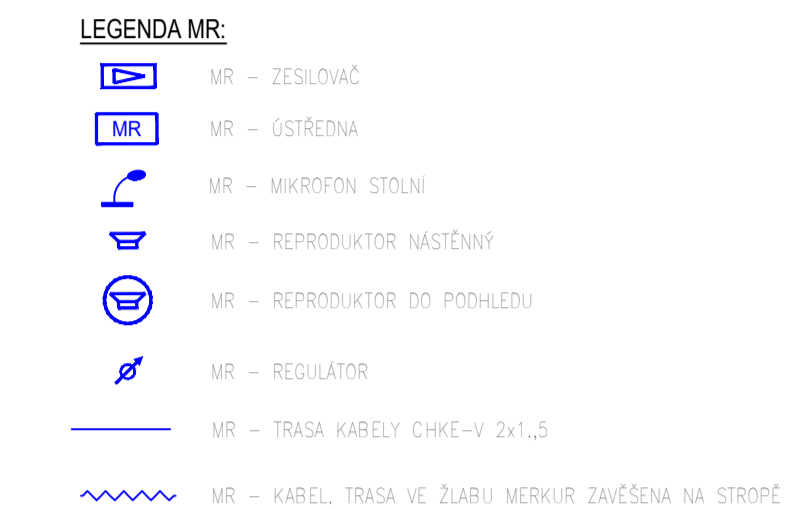 LEGENDA MR:
MR – ZESILOVAČ
MR MR – ÚSTŘEDNA
MR – MIKROFON STOLNÍ
MR – REPRODUKTOR NÁSTĚNNÝ
MR – REPRODUKTOR DO PODHLEDU
MR – REGULÁTOR
MR – TRASA KABELY CHKE–V 2x1.,5
MR – KABEL. TRASA VE ŽLABU MERKUR ZAVĚŠENA NA STROPĚ